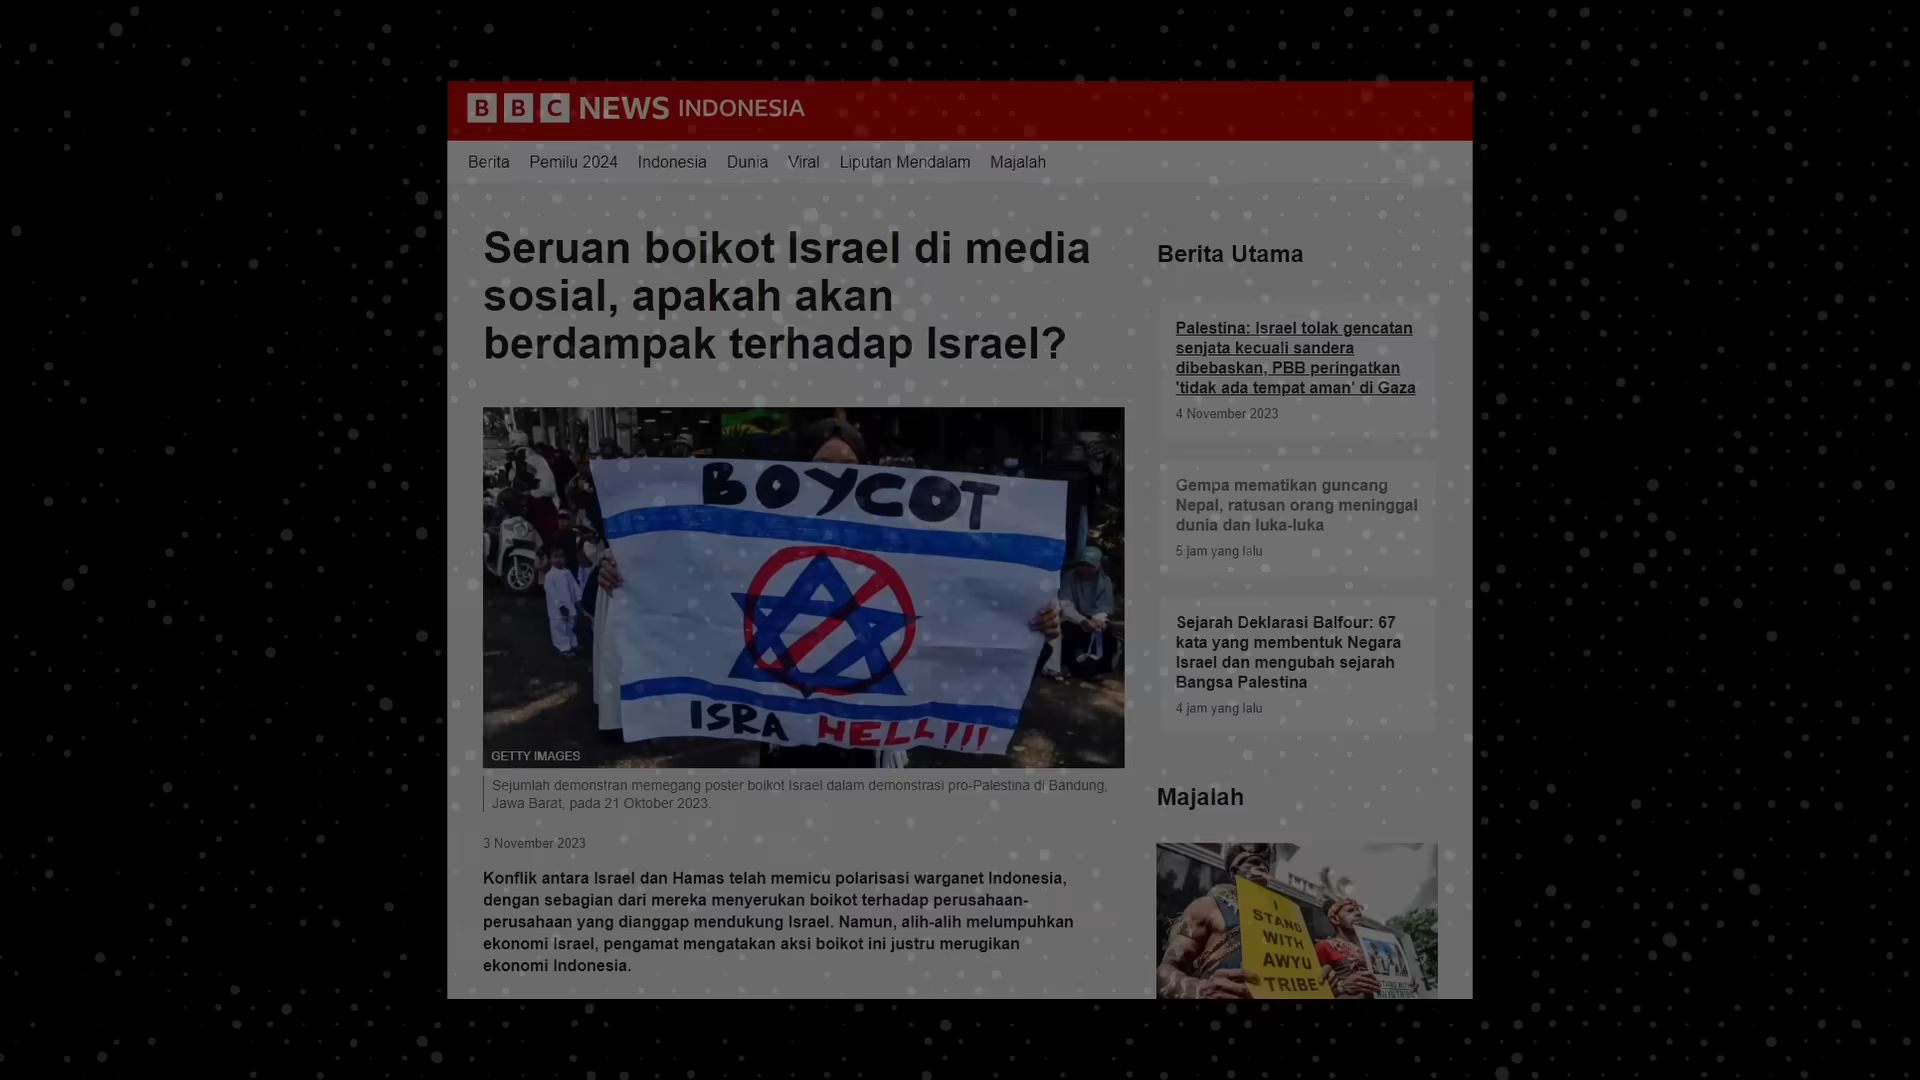 BBC NEWS INDONESIA
Berita Pemilu 2024 Indonesia Dunia Viral Liputan Mendalam Majalah
Seruan boikot Israel di media
sosial, apakah akan
berdampak terhadap Israel?
BOYCOT
ISRA HELL!!!
GETTY IMAGES
Sejumlah demonstran memegang poster boikot Israel dalam demonstrasi pro-Palestina di Bandung,
Jawa Barat, pada 21 Oktober 2023.
3 November 2023
Konflik antara Israel dan Hamas telah memicu polarisasi warganet Indonesia,
dengan sebagian dari mereka menyerukan boikot terhadap perusahaan-
perusahaan yang dianggap mendukung Israel. Namun, alih-alih melumpuhkan
ekonomi Israel, pengamat mengatakan aksi boikot ini justru merugikan
ekonomi Indonesia.
Berita Utama
Palestina: Israel tolak gencatan
senjata kecuali sandera
dibebaskan, PBB peringatkan
'tidak ada tempat aman' di Gaza
4 November 2023
Gempa mematikan guncang
Nepal, ratusan orang meninggal
dunia dan luka-luka
5 jam yang lalu
Sejarah Deklarasi Balfour: 67
kata yang membentuk Negara
Israel dan mengubah sejarah
Bangsa Palestina
4 jam yang lalu
Majalah
I
STAND
WITH
AWYU
TRIBE